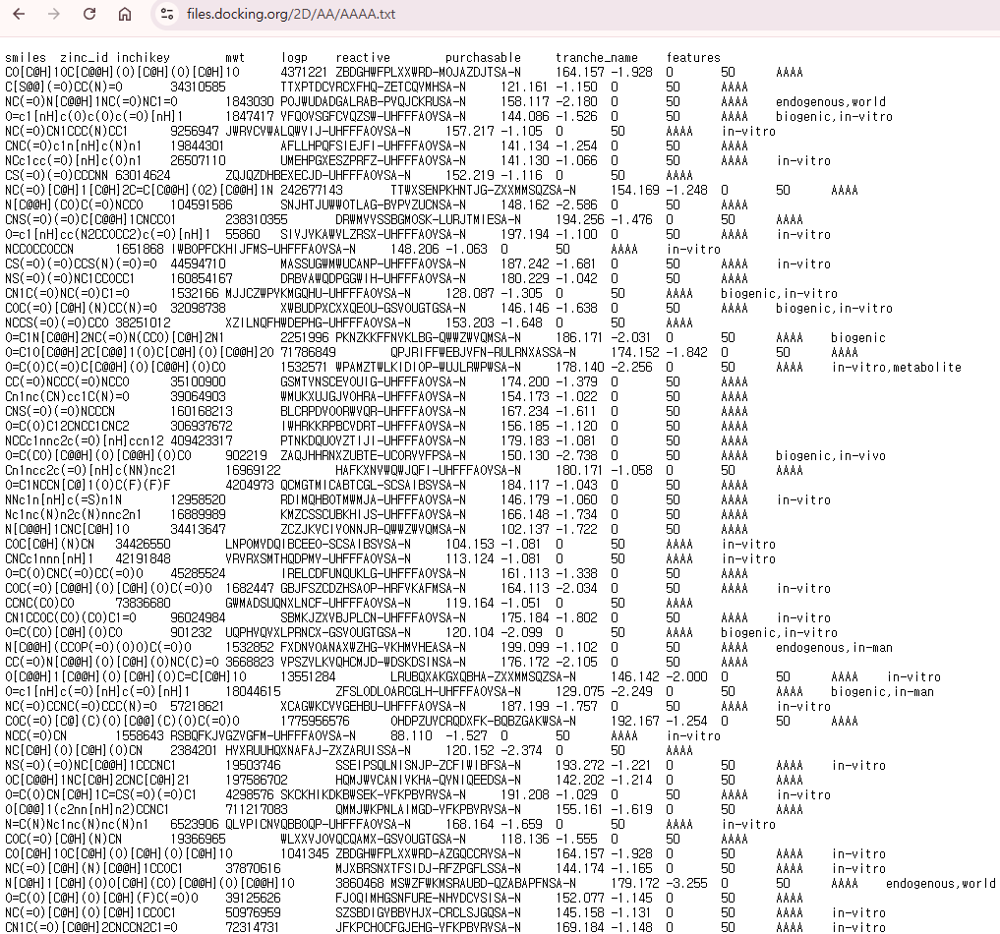 files.docking.org/2D/AA/AAAA.txt
smiles zinc_id inchikey mwt logp reactive purchasable tranche_name features
CO[C@H]1OC[C@@H](O)[C@H](O)[C@H]1O 4371221 ZBDGHWFPLXXWRD-MOJAZDJTSA-N 164.157 -1.928 0 50 AAAA
C[S@@](=O)CC(N)=O 34310585 TTXPTDCYRCXFHQ-ZETCQYMHSA-N 121.161 -1.150 0 50 AAAA
NC(=O)N[C@@H]1NC(=O)NC1=O 1843030 POJWUDADGALRAB-PVQJCKRUSA-N 158.117 -2.180 0 50 AAAA endogenous,world
O=c1[nH]c(O)c(O)c(=O)[nH]1 1847417 YFQOVSGFCVQZSW-UHFFFAOYSA-N 144.086 -1.526 0 50 AAAA biogenic,in-vitro
NC(=O)CN1CCC(N)CC1 9256947 JWRVCYWALQWYIJ-UHFFFAOYSA-N 157.217 -1.105 0 50 AAAA in-vitro
CNC(=O)c1n[nH]c(N)n1 19844301 AFLLHPQFSIEJFI-UHFFFAOYSA-N 141.134 -1.254 0 50 AAAA
NCc1cc(=O)n(O)c[nH]1 26507110 UMEHPGXESZPRFZ-UHFFFAOYSA-N 141.130 -1.066 0 50 AAAA in-vitro
CS(=O)(=O)CCCNN 63014624 ZQJQZDHBEXECJD-UHFFFAOYSA-N 152.219 -1.116 0 50 AAAA
NC(=O)[C@H]1[C@H]2C=C[C@@H](O2)[C@@H]1N 242677143 TTWXSENPKHNTJG-ZXXMMSQZSA-N 154.169 -1.248 0 50 AAAA
N[C@@H](CO)C(=O)NCCO 104591586 SNJHTJUWWOTLAG-BYPYZUCNSA-N 148.162 -2.586 0 50 AAAA
CNS(=O)(=O)C[C@@H]1CNCCO1 238310355 DRWMVYSSBGMOSK-LURJTMIESA-N 194.256 -1.476 0 50 AAAA
O=c1[nH]cc(N2CCOCC2)c(=O)[nH]1 55860 SIVJYKAWVLZRSX-UHFFFAOYSA-N 197.194 -1.100 0 50 AAAA in-vitro
NCCOCCOCCN 1651868 IWBOPFCKHIJFMS-UHFFFAOYSA-N 148.206 -1.063 0 50 AAAA in-vitro
CS(=O)(=O)CCS(N)(=O)=O 44594710 MASSUGWMWUCANP-UHFFFAOYSA-N 187.242 -1.681 0 50 AAAA in-vitro
NS(=O)(=O)NC1CCOCC1 160854167 DRBYAWQDPGGWIH-UHFFFAOYSA-N 180.229 -1.042 0 50 AAAA
CN1C(=O)NC(=O)C1=O 1532166 MJJCZWPYKMGQHU-UHFFFAOYSA-N 128.087 -1.305 0 50 AAAA biogenic,in-vitro
COC(=O)[C@H](N)CC(N)=O 32098738 XWBUDPXCXXQEOU-GSVOUGTGSA-N 146.146 -1.638 0 50 AAAA biogenic,in-vitro
NCCS(=O)(=O)CCO 38251012 XZILNQFHWDEPHG-UHFFFAOYSA-N 153.203 -1.648 0 50 AAAA
O=C1N[C@@H]2NC(=O)N(CCO)[C@H]2N1 2251996 PKNZKKFFNVKLBG-QWWZWVQMSA-N 186.171 -2.031 0 50 AAAA biogenic
O=C1O[C@@H]2C[C@@]1(O)C[C@H](O)[C@@H]2O 71786849 QPJRIFFWEBJVFN-RULRNXASSA-N 174.152 -1.842 0 50 AAAA
O=C(O)C(=O)C[C@@H](O)[C@@H](O)CO 1532571 WPAMZTWLKIDIOP-WUJLRWPWSA-N 178.140 -2.256 0 50 AAAA in-vitro,metabolite
CC(=O)NCCC(=O)NCCO 35100900 GSMTYNSCEVOUIG-UHFFFAOYSA-N 174.200 -1.379 0 50 AAAA
Cn1nc(CN)cc1C(N)=O 39064903 WMUKXUJGJVOHRA-UHFFFAOYSA-N 154.173 -1.022 0 50 AAAA
CNS(=O)(=O)NCCCN 160168213 BLCRPDVOORWVQR-UHFFFAOYSA-N 167.234 -1.611 0 50 AAAA
O=C(O)C12CNCC1CNC2 306937672 IWHRKKRPBCVDRT-UHFFFAOYSA-N 156.185 -1.120 0 50 AAAA
NCCc1nnc2c(=O)[nH]ccn12 409423317 PTNKDQUOVZTIJI-UHFFFAOYSA-N 179.183 -1.081 0 50 AAAA
O=C(CO)[C@@H](O)[C@@H](O)CO 902219 ZAQJHHRNXZUBTE-UCORVYFPSA-N 150.130 -2.738 0 50 AAAA biogenic,in-vivo
Cn1ncc2c(=O)[nH]c(NN)nc21 16969122 HAFKXNVWQWJQFI-UHFFFAOYSA-N 180.171 -1.058 0 50 AAAA
O=C1NCCN[C@]1(O)C(F)(F)F 4204973 QCMGTMICABTCGL-SCSAIBSYSA-N 184.117 -1.043 0 50 AAAA
NNc1n[nH]c(=S)n1N 12958520 RDIMQHBOTMWMJA-UHFFFAOYSA-N 146.179 -1.060 0 50 AAAA in-vitro
Nc1nc(N)n2c(N)nnc2n1 16889989 KMZCSSCUBKHIJS-UHFFFAOYSA-N 166.148 -1.734 0 50 AAAA
N[C@@H]1CNC[C@H]1O 34413647 ZCZJKVCIYONNJR-QWWZWVQMSA-N 102.137 -1.722 0 50 AAAA
COC[C@H](N)CN 34426550 LNPOMYDQIBCEEO-SCSAIBSYSA-N 104.153 -1.081 0 50 AAAA in-vitro
CNCc1nnn[nH]1 42191848 VRVRXSMTHQDPMY-UHFFFAOYSA-N 113.124 -1.081 0 50 AAAA in-vitro
O=C(O)CNC(=O)CC(=O)O 45285524 IRELCDFUNQUKLG-UHFFFAOYSA-N 161.113 -1.338 0 50 AAAA
COC(=O)[C@@H](O)[C@H](O)C(=O)O 1682447 GBJFSZCDZHSAOP-HRFVKAFMSA-N 164.113 -2.034 0 50 AAAA in-vitro
CCNC(CO)CO 73836680 GWMADSUQNXLNCF-UHFFFAOYSA-N 119.164 -1.051 0 50 AAAA
CN1CCOC(CO)(CO)C1=O 96024984 SBMKJZXVBJPLCN-UHFFFAOYSA-N 175.184 -1.802 0 50 AAAA in-vitro
O=C(CO)[C@H](O)CO 901232 UQPHVQVXLPRNCX-GSVOUGTGSA-N 120.104 -2.099 0 50 AAAA biogenic,in-vitro
N[C@@H](CCOP(=O)(O)O)C(=O)O 1532852 FXDNYOANAXWZHG-VKHMYHEASA-N 199.099 -1.102 0 50 AAAA endogenous,in-man
CC(=O)N[C@@H](O)[C@H](O)NC(C)=O 3668823 VPSZYLKVQHCMJD-WDSKDSINSA-N 176.172 -2.105 0 50 AAAA
O[C@@H]1[C@@H](O)[C@H](O)C=C[C@H]1O 13551284 LRUBQXAKGXQBHA-ZXXMMSQZSA-N 146.142 -2.000 0 50 AAAA in-vitro
O=c1[nH]c(=O)[nH]c(=O)[nH]1 18044615 ZFSLODLOARCGLH-UHFFFAOYSA-N 129.075 -2.249 0 50 AAAA biogenic,in-man
NC(=O)CCNC(=O)CCC(N)=O 57218621 XCAGWKCVVGEHBU-UHFFFAOYSA-N 187.199 -1.757 0 50 AAAA in-vitro
COC(=O)[C@](C)(O)[C@@](C)(O)C(=O)O 1775956576 OHDPZUVCRQDXFK-BQBZGAKWSA-N 192.167 -1.254 0 50 AAAA
NCC(=O)CN 1558643 RSBQFKJVGZVGFM-UHFFFAOYSA-N 88.110 -1.527 0 50 AAAA in-vitro
NC[C@H](O)[C@@H](O)CN 2384201 HYXRUUHQXNAFAJ-ZXZARUISSA-N 120.152 -2.374 0 50 AAAA
NS(=O)(=O)NC[C@@H]1CCCNC1 19503746 SSEIPSQLNISNJP-ZCFIWIBFSA-N 193.272 -1.221 0 50 AAAA in-vitro
OC[C@@H]1NC[C@H]2CNC[C@H]21 197586702 HQMJWVCANIVKHA-QYNIQEEDSA-N 142.202 -1.214 0 50 AAAA
O=C(O)CN[C@H]1C=CS(=O)(=O)C1 4298576 SKCKHIKDKBWSEK-YFKPBYRVSA-N 191.208 -1.029 0 50 AAAA in-vitro
O[C@@]1(c2nn[nH]n2)CCNC1 711217083 QMMJWKPNLAIMGD-YFKPBYRVSA-N 155.161 -1.619 0 50 AAAA
N=C(N)Nc1nc(N)nc(N)n1 6523906 QLVPICNVQBBOQP-UHFFFAOYSA-N 168.164 -1.659 0 50 AAAA in-vitro
COC(=O)[C@H](N)CN 19366965 WLXXVJOVQCQAMX-GSVOUGTGSA-N 118.136 -1.555 0 50 AAAA
CO[C@H]1OC[C@H](O)[C@H](O)[C@H]1O 1041345 ZBDGHWFPLXXWRD-AZGQCCRYSA-N 164.157 -1.928 0 50 AAAA in-vitro
NC(=O)[C@H](N)[C@@H]1CCOC1 37870616 MJXBRSNXTFSIDJ-RFZPGFLSSA-N 144.174 -1.165 0 50 AAAA in-vitro
N[C@H]1[C@H](O)O[C@H](CO)[C@@H](O)[C@@H]1O 3860468 MSWZFWKMSRAUBD-QZABAPFNSA-N 179.172 -3.255 0 50 AAAA endogenous,world
O=C(O)[C@H](O)[C@H](F)C(=O)O 39125626 FJOQIMHGSNFURE-NHYDCYSISA-N 152.077 -1.145 0 50 AAAA
NC(=O)NC[C@H]1CCOC1 50976959 SZSBDIGYBBYHJX-CRCLSJGQSA-N 145.158 -1.131 0 50 AAAA in-vitro
CN1C(=O)[C@H]2CNCCN2C1=O 72314731 JFKPCHOCFGJEHG-YFKPBYRVSA-N 169.184 -1.148 0 50 AAAA in-vitro